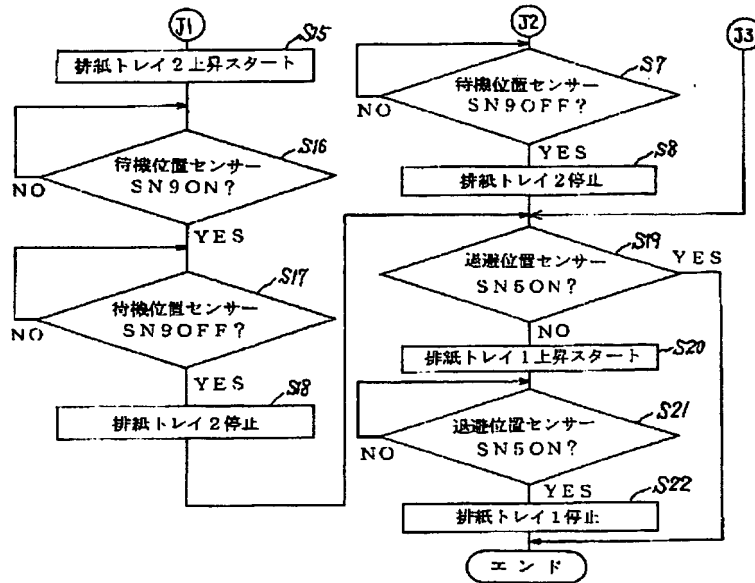 J1
S15
排紙トレイ2上昇スタート
S16
待機位置センサー
SN9ON?
NO
YES
S17
待機位置センサー
SN9OFF?
NO
YES
S18
排紙トレイ2停止
J2
J3
S7
待機位置センサー
SN9OFF?
NO
YES
S8
排紙トレイ2停止
S19
退避位置センサー
SN5ON?
YES
NO
S20
排紙トレイ1上昇スタート
S21
退避位置センサー
SN5ON?
NO
YES
S22
排紙トレイ1停止
エンド